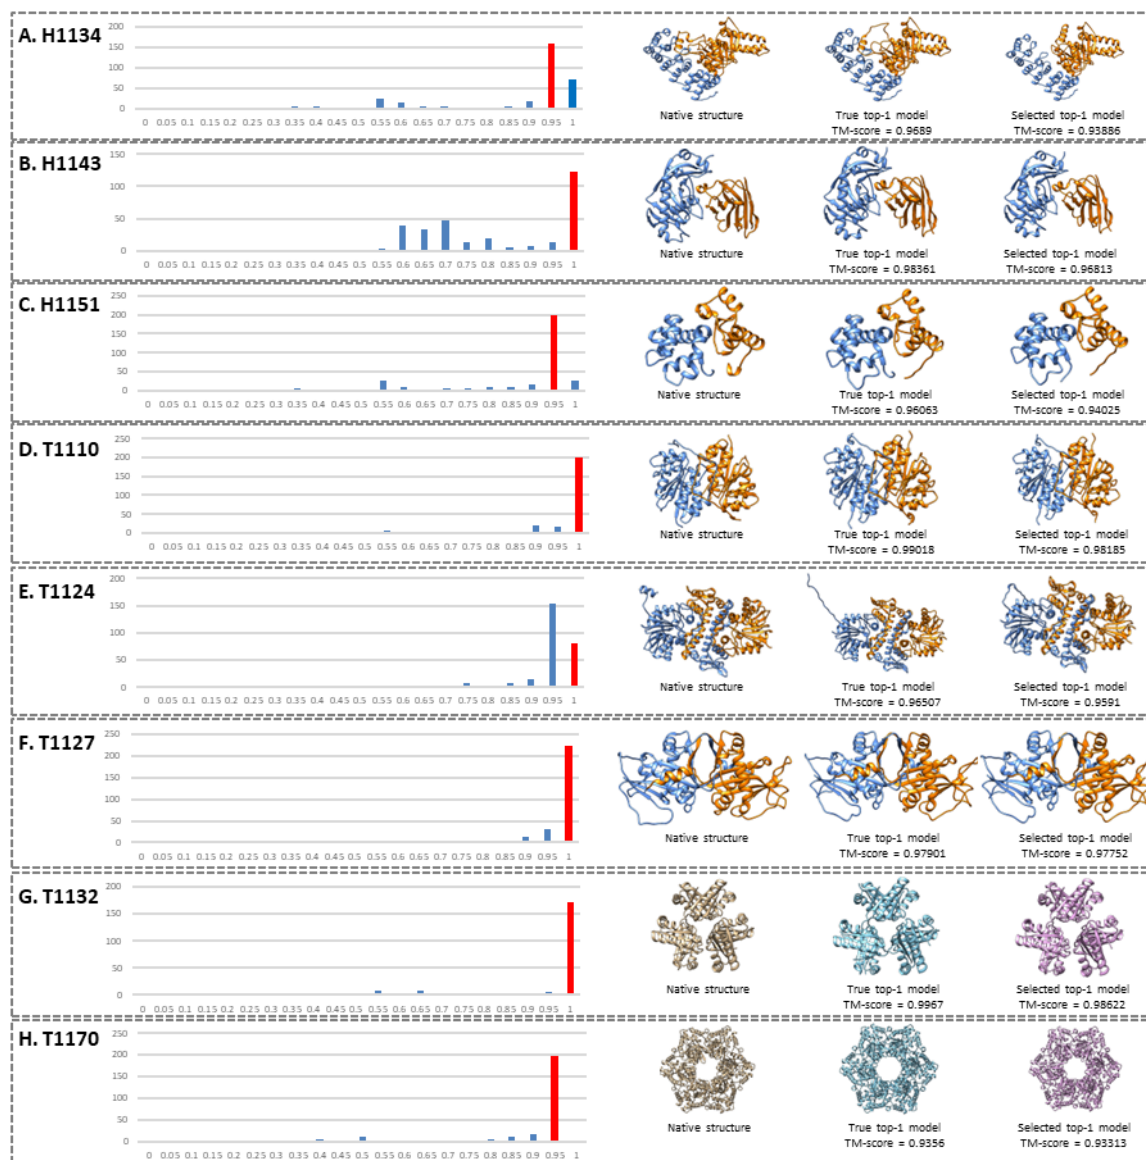 A. H1134
200
150
100
50
0
0 0.05 0.1 0.15 0.2 0.25 0.3 0.35 0.4 0.45 0.5 0.55 0.6 0.65 0.7 0.75 0.8 0.85 0.9 0.95 1
Native structure
True top-1 model
TM-score = 0.9689
Selected top-1 model
TM-score = 0.93886
B. H1143
150
100
50
0
0 0.05 0.1 0.15 0.2 0.25 0.3 0.35 0.4 0.45 0.5 0.55 0.6 0.65 0.7 0.75 0.8 0.85 0.9 0.95 1
Native structure
True top-1 model
TM-score = 0.98361
Selected top-1 model
TM-score = 0.96813
C. H1151
250
200
150
100
50
0
0 0.05 0.1 0.15 0.2 0.25 0.3 0.35 0.4 0.45 0.5 0.55 0.6 0.65 0.7 0.75 0.8 0.85 0.9 0.95 1
Native structure
True top-1 model
TM-score = 0.96063
Selected top-1 model
TM-score = 0.94025
D. T1110
250
200
150
100
50
0
0 0.05 0.1 0.15 0.2 0.25 0.3 0.35 0.4 0.45 0.5 0.55 0.6 0.65 0.7 0.75 0.8 0.85 0.9 0.95 1
Native structure
True top-1 model
TM-score = 0.99018
Selected top-1 model
TM-score = 0.98185
E. T1124
200
150
100
50
0
0 0.05 0.1 0.15 0.2 0.25 0.3 0.35 0.4 0.45 0.5 0.55 0.6 0.65 0.7 0.75 0.8 0.85 0.9 0.95 1
Native structure
True top-1 model
TM-score = 0.96507
Selected top-1 model
TM-score = 0.9591
F. T1127
250
200
150
100
50
0
0 0.05 0.1 0.15 0.2 0.25 0.3 0.35 0.4 0.45 0.5 0.55 0.6 0.65 0.7 0.75 0.8 0.85 0.9 0.95 1
Native structure
True top-1 model
TM-score = 0.97901
Selected top-1 model
TM-score = 0.97752
G. T1132
200
150
100
50
0
0 0.05 0.1 0.15 0.2 0.25 0.3 0.35 0.4 0.45 0.5 0.55 0.6 0.65 0.7 0.75 0.8 0.85 0.9 0.95 1
Native structure
True top-1 model
TM-score = 0.9967
Selected top-1 model
TM-score = 0.98622
H. T1170
250
200
150
100
50
0
0 0.05 0.1 0.15 0.2 0.25 0.3 0.35 0.4 0.45 0.5 0.55 0.6 0.65 0.7 0.75 0.8 0.85 0.9 0.95 1
Native structure
True top-1 model
TM-score = 0.9356
Selected top-1 model
TM-score = 0.93313